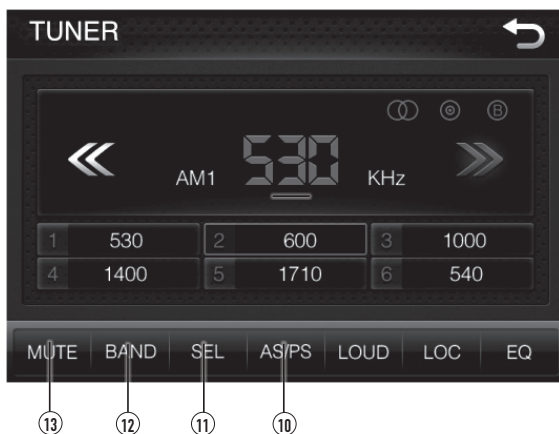 TUNER
B
AM1 530 KHz
1 530 2 600 3 1000
4 1400 5 1710 6 540
MUTE BAND SEL AS/PS LOUD LOC EQ
13 12 11 10